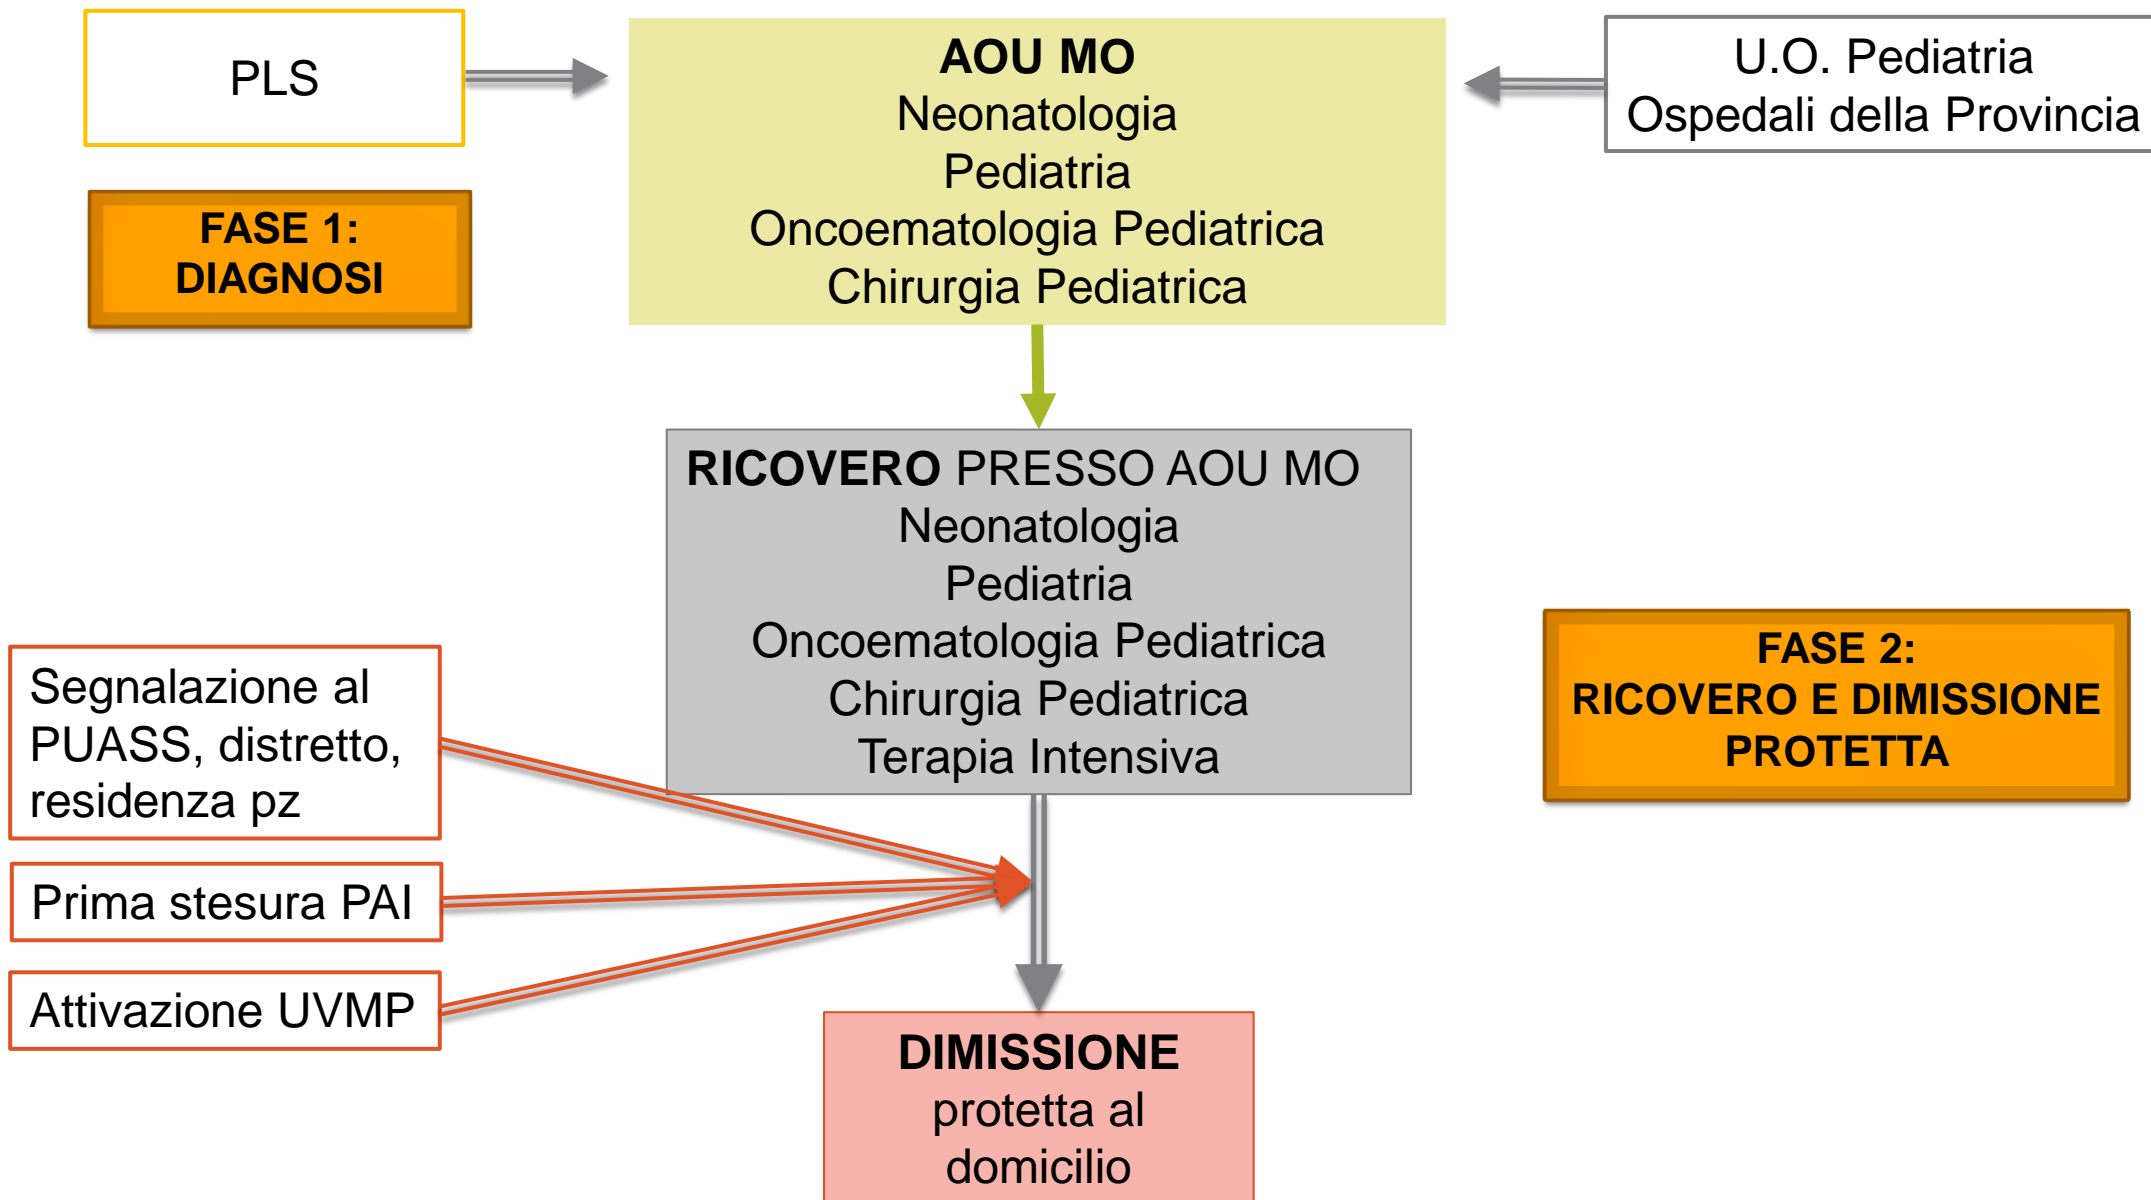 PLS
AOU MO
Neonatologia
Pediatria
Oncoematologia Pediatrica
Chirurgia Pediatrica
U.O. Pediatria
Ospedali della Provincia
FASE 1:
DIAGNOSI
RICOVERO PRESSO AOU MO
Neonatologia
Pediatria
Oncoematologia Pediatrica
Chirurgia Pediatrica
Terapia Intensiva
FASE 2:
RICOVERO E DIMISSIONE
PROTETTA
Segnalazione al
PUASS, distretto,
residenza pz
Prima stesura PAI
Attivazione UVMP
DIMISSIONE
protetta al
domicilio